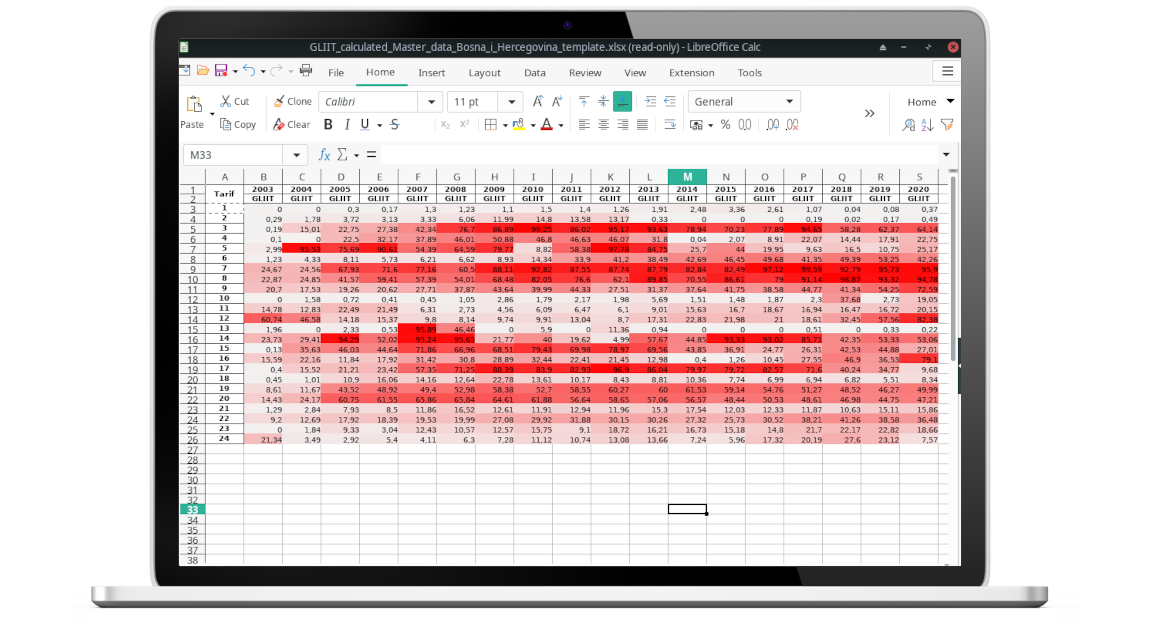 GLIIT_calculated_Master_data_Bosna_i_Hercegovina_template.xlsx (read-only) - LibreOffice Calc
File Home Insert Layout Data Review View Extension Tools
Cut Clone Calibri 11 pt General Home
Paste Copy Clear B I U S
M33
A B C D E F G H I J K L M N O P Q R S
1 Tarif 2003 2004 2005 2006 2007 2008 2009 2010 2011 2012 2013 2014 2015 2016 2017 2018 2019 2020
2 GLIIT GLIIT GLIIT GLIIT GLIIT GLIIT GLIIT GLIIT GLIIT GLIIT GLIIT GLIIT GLIIT GLIIT GLIIT GLIIT GLIIT GLIIT
3 1 0 0 0,3 0,17 1,3 1,23 1,1 1,5 1,4 1,26 1,91 2,48 3,36 2,61 1,07 0,04 0,08 0,37
4 2 0,29 1,78 3,72 3,13 3,33 6,06 11,99 14,8 13,58 13,17 0,33 0 0 0 0,19 0,02 0,17 0,49
5 3 0,19 15,01 22,75 27,38 42,34 76,7 86,89 99,25 86,02 95,17 93,63 78,94 70,23 77,89 94,65 58,28 62,37 64,14
6 4 0,1 0 22,5 32,17 37,89 46,01 50,88 46,8 46,63 46,07 31,8 0,04 2,07 8,91 22,07 14,44 17,91 22,75
7 5 2,99 95,53 75,69 90,61 54,39 64,59 79,77 8,82 58,38 97,78 84,75 25,7 44 19,95 9,63 16,5 10,75 25,17
8 6 1,23 4,33 8,11 5,73 6,21 6,62 8,93 14,34 33,9 41,2 38,49 42,69 46,45 49,68 41,35 49,39 53,25 42,26
9 7 24,67 24,56 67,93 71,6 77,16 60,5 88,11 92,82 87,55 87,74 87,79 82,84 82,49 97,12 99,59 92,79 95,73 95,9
10 8 22,87 24,85 41,57 59,41 57,39 54,01 68,48 82,05 76,6 62,1 89,85 70,55 86,61 79 91,14 98,87 93,32 94,78
11 9 20,7 17,53 19,26 20,62 27,71 37,87 43,64 39,99 44,33 27,51 31,37 37,64 41,75 38,58 44,77 41,34 54,25 72,59
12 10 0 1,58 0,72 0,41 0,45 1,05 2,86 1,79 2,17 1,98 5,69 1,51 1,48 1,87 2,3 37,68 2,73 19,05
13 11 14,78 12,83 22,49 21,49 6,31 2,73 4,56 6,09 6,47 6,1 9,01 15,63 16,7 18,67 16,94 16,47 16,72 20,15
14 12 60,74 46,58 14,18 15,37 9,8 8,14 9,74 9,91 13,04 8,7 17,31 22,83 21,98 21 18,61 32,45 57,56 82,38
15 13 1,96 0 2,33 0,53 95,89 46,46 0 5,9 0 11,36 0,94 0 0 0 0,51 0 0,33 0,22
16 14 23,73 29,41 94,29 52,02 95,24 95,65 21,77 40 19,62 4,99 57,67 44,85 93,33 93,02 85,71 42,35 53,33 53,06
17 15 0,13 35,63 46,03 44,64 71,86 66,96 68,51 79,43 69,98 78,97 69,56 43,85 36,91 24,77 26,31 42,53 44,88 27,01
18 16 15,59 22,16 11,84 17,92 31,42 30,8 28,89 32,44 22,41 21,45 12,98 0,4 1,26 10,45 27,55 46,9 36,53 79,1
19 17 0,4 15,52 21,21 23,42 57,35 71,25 88,39 83,9 82,93 96,9 86,04 79,97 79,72 82,57 71,6 40,24 34,77 9,68
20 18 0,45 1,01 10,9 16,06 14,16 12,64 22,78 13,61 10,17 8,43 8,81 10,36 7,74 6,99 6,94 6,82 5,51 8,34
21 19 8,61 11,67 43,52 48,92 49,4 52,98 58,38 52,7 58,55 60,27 60 61,53 59,14 54,76 51,27 48,52 46,27 49,99
22 20 14,43 24,17 60,75 61,55 65,86 65,84 64,61 61,88 56,64 58,65 57,06 56,57 48,44 50,53 48,61 46,98 44,75 47,21
23 21 1,29 2,84 7,93 8,5 11,86 16,52 12,61 11,91 12,94 11,96 15,3 17,54 12,03 12,33 11,87 10,63 15,11 15,86
24 22 9,2 12,69 17,92 18,39 19,53 19,99 27,08 29,92 31,88 30,15 30,26 27,32 25,73 30,52 38,21 41,26 38,58 36,48
25 23 0 1,84 9,33 3,04 12,43 10,57 12,57 15,75 9,1 18,72 16,21 16,73 15,18 14,8 21,7 22,17 22,82 18,66
26 24 21,34 3,49 2,92 5,4 4,11 6,3 7,28 11,12 10,74 13,08 13,66 7,24 5,96 17,32 20,19 27,6 23,12 7,57
27
28
29
30
31
32
33
34
35
36
37
38